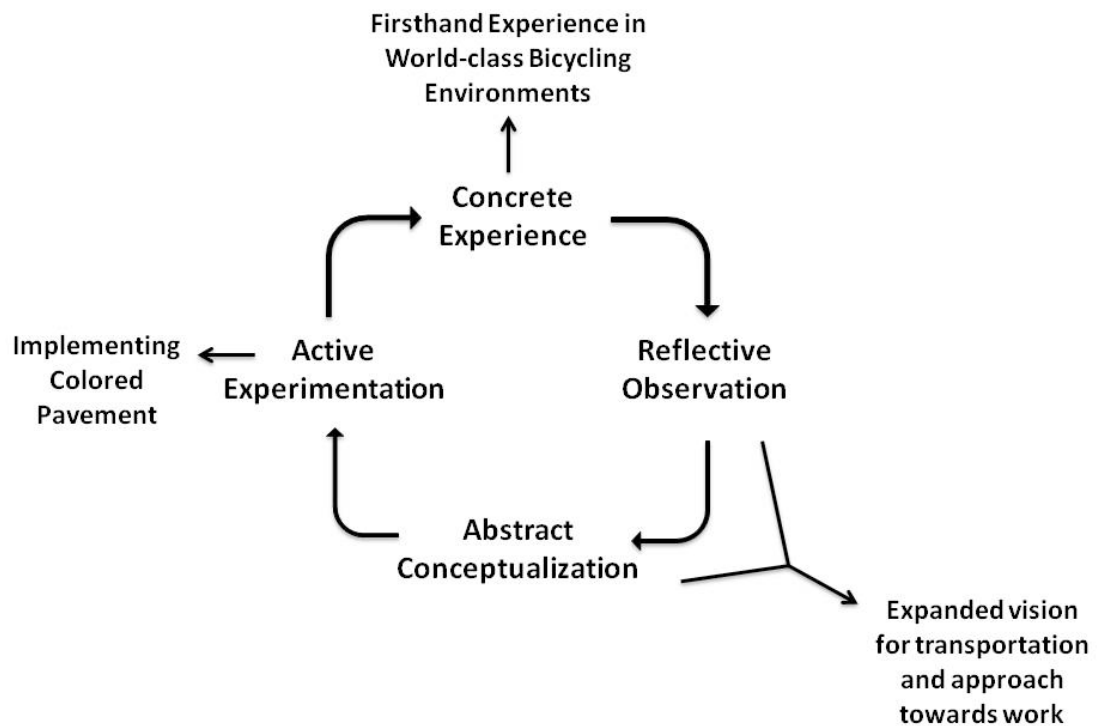 Firsthand Experience in
World-class Bicycling
Environments
Concrete
Experience
Implementing
Colored
Pavement
Active
Experimentation
Reflective
Observation
Abstract
Conceptualization
Expanded vision
for transportation
and approach
towards work